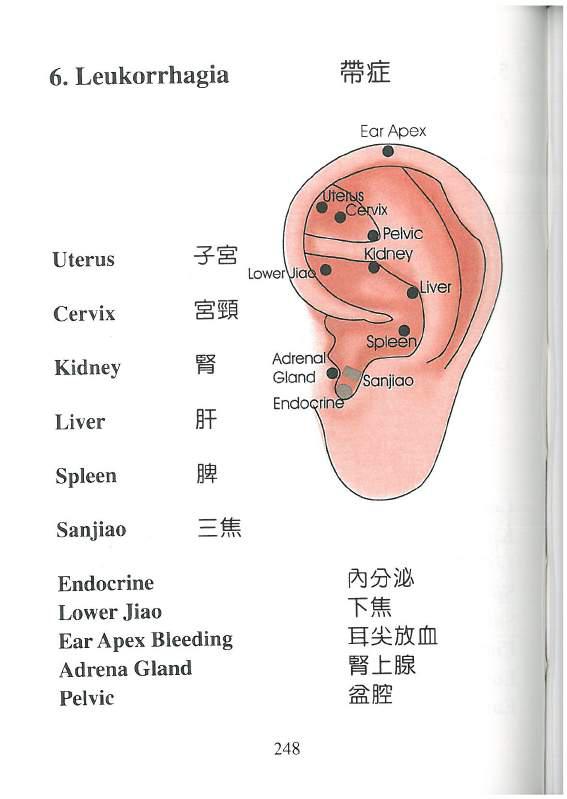 6. Leukorrhagia 帶症
Ear Apex
Uterus
Cervix
Pelvic
Kidney
Lower Jiao
Liver
Spleen
Adrenal
Gland
Sanjiao
Endocrine
Uterus 子宮
Cervix 宮頸
Kidney 腎
Liver 肝
Spleen 脾
Sanjiao 三焦
Endocrine 內分泌
Lower Jiao 下焦
Ear Apex Bleeding 耳尖放血
Adrena Gland 腎上腺
Pelvic 盆腔
248